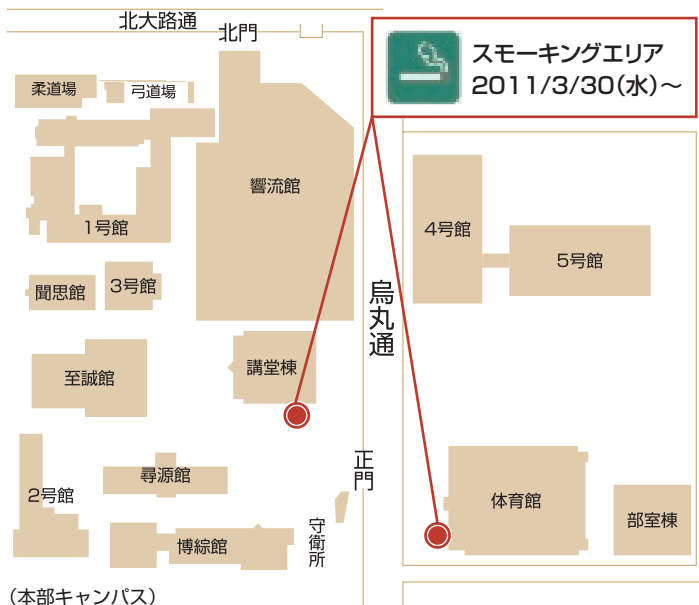 北大路通
北門
スモーキングエリア
2011/3/30(水)～
柔道場
弓道場
響流館
1号館
4号館
5号館
聞思館
3号館
烏丸通
至誠館
講堂棟
正門
尋源館
2号館
体育館
部室棟
守衛所
博綜館
(本部キャンパス)